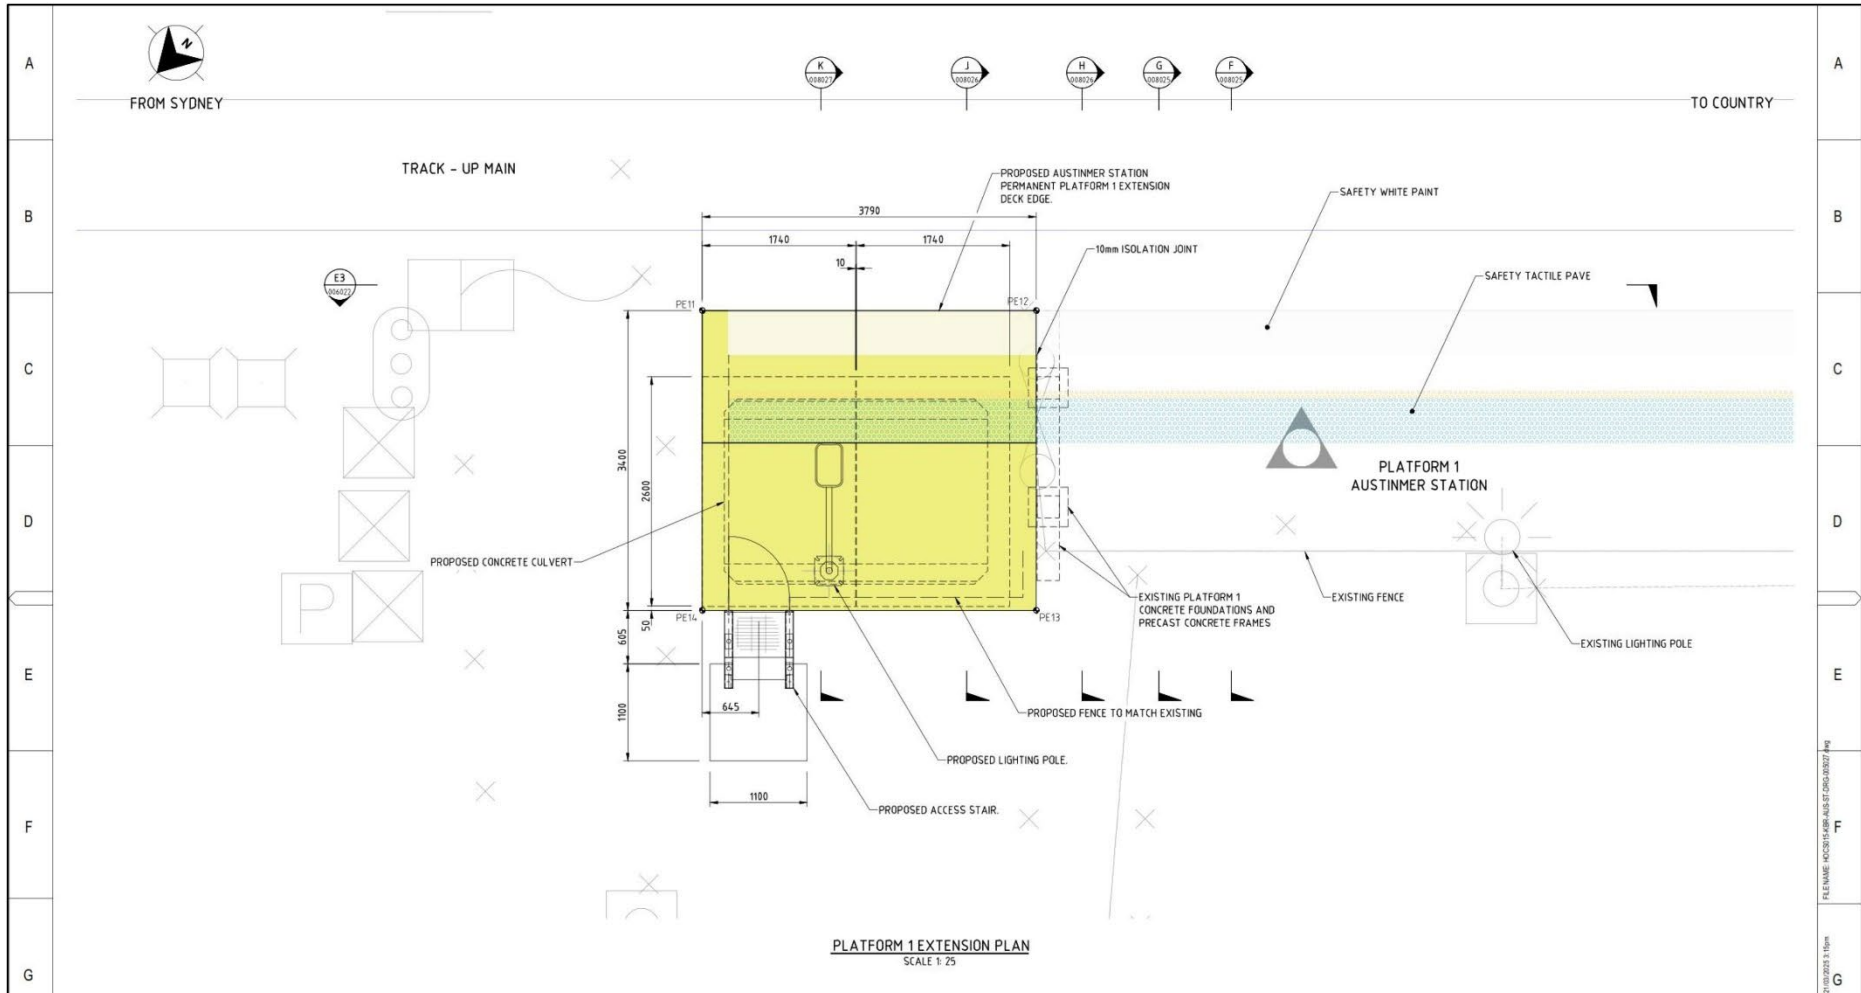 A
A
B
B
C
C
D
D
E
E
F
F
G
G
N
FROM SYDNEY
TO COUNTRY
K
008027
J
008026
H
008026
G
008025
F
008025
TRACK - UP MAIN
PROPOSED AUSTINMER STATION
PERMANENT PLATFORM 1 EXTENSION
DECK EDGE.
SAFETY WHITE PAINT
3790
1740
1740
10
10mm ISOLATION JOINT
SAFETY TACTILE PAVE
E3
006022
PE11
PE12
3400
2600
PLATFORM 1
AUSTINMER STATION
PROPOSED CONCRETE CULVERT
P
PE14
PE13
50
605
1100
645
1100
EXISTING PLATFORM 1
CONCRETE FOUNDATIONS AND
PRECAST CONCRETE FRAMES
EXISTING FENCE
EXISTING LIGHTING POLE
PROPOSED FENCE TO MATCH EXISTING
PROPOSED LIGHTING POLE.
PROPOSED ACCESS STAIR.
PLATFORM 1 EXTENSION PLAN
SCALE 1: 25